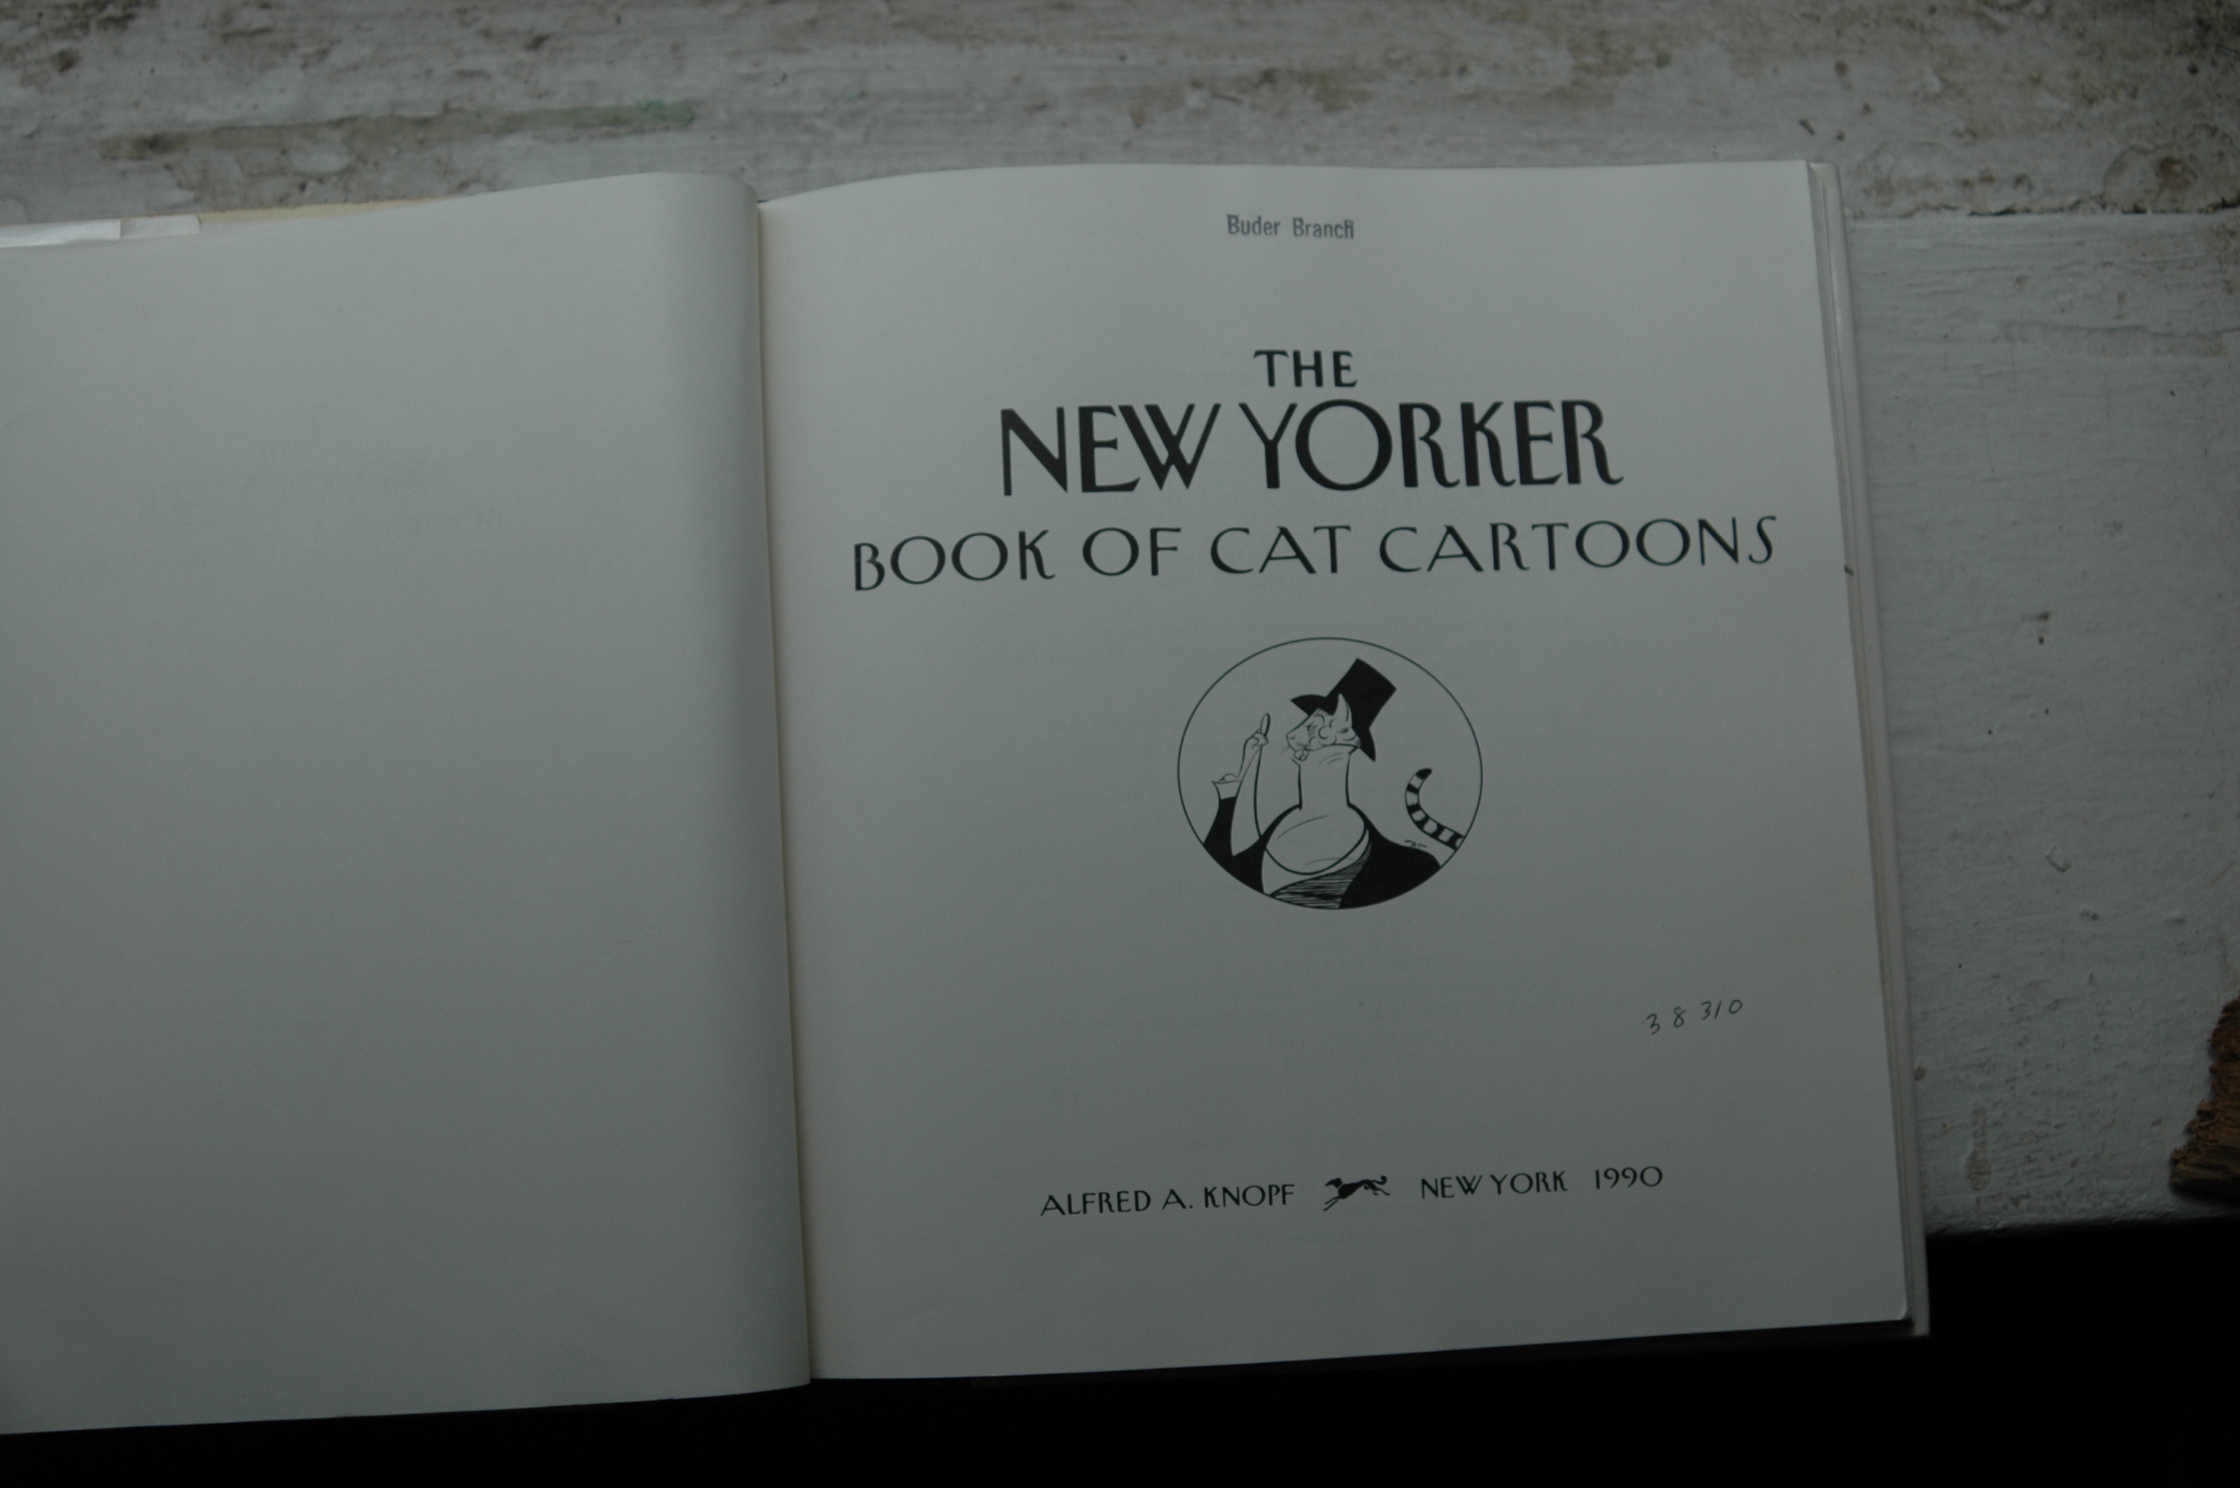 Buder Branch
THE
NEW YORKER
BOOK OF CAT CARTOONS
38310
ALFRED A. KNOPF NEW YORK 1990